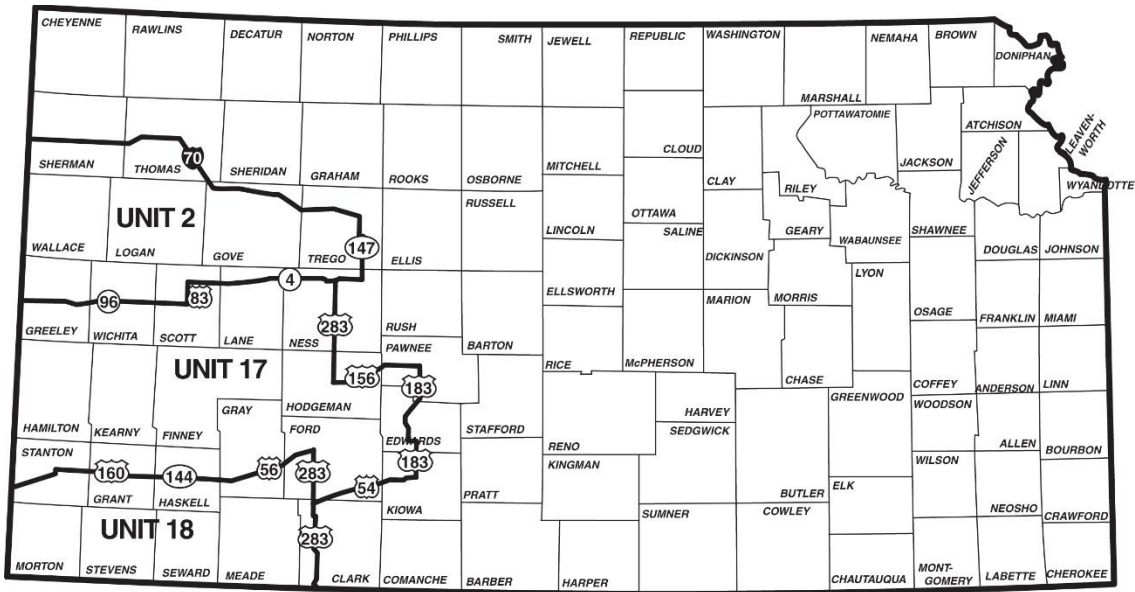 CHEYENNE
RAWLINS
DECATUR
NORTON
PHILLIPS
SMITH
JEWELL
REPUBLIC
WASHINGTON
MARSHALL
NEMAHA
BROWN
DONIPHAN
SHERMAN
THOMAS
70
SHERIDAN
GRAHAM
ROOKS
OSBORNE
MITCHELL
CLOUD
CLAY
RILEY
POTTAWATOMIE
JACKSON
ATCHISON
JEFFERSON
LEAVEN-
WORTH
WYANDOTTE
UNIT 2
WALLACE
LOGAN
GOVE
TREGO
147
ELLIS
RUSSELL
LINCOLN
OTTAWA
SALINE
DICKINSON
GEARY
WABAUNSEE
SHAWNEE
DOUGLAS
JOHNSON
96
83
4
283
GREELEY
WICHITA
SCOTT
LANE
NESS
RUSH
BARTON
ELLSWORTH
RICE
McPHERSON
MARION
MORRIS
CHASE
LYON
OSAGE
FRANKLIN
MIAMI
UNIT 17
156
PAWNEE
183
HAMILTON
KEARNY
FINNEY
GRAY
HODGEMAN
FORD
EDWARDS
STAFFORD
RENO
HARVEY
SEDGWICK
GREENWOOD
COFFEY
ANDERSON
LINN
WOODSON
ALLEN
BOURBON
STANTON
160
144
56
283
54
183
GRANT
HASKELL
KIOWA
PRATT
KINGMAN
BUTLER
ELK
WILSON
NEOSHO
CRAWFORD
UNIT 18
283
MORTON
STEVENS
SEWARD
MEADE
CLARK
COMANCHE
BARBER
HARPER
SUMNER
COWLEY
CHAUTAUQUA
MONT-
GOMERY
LABETTE
CHEROKEE